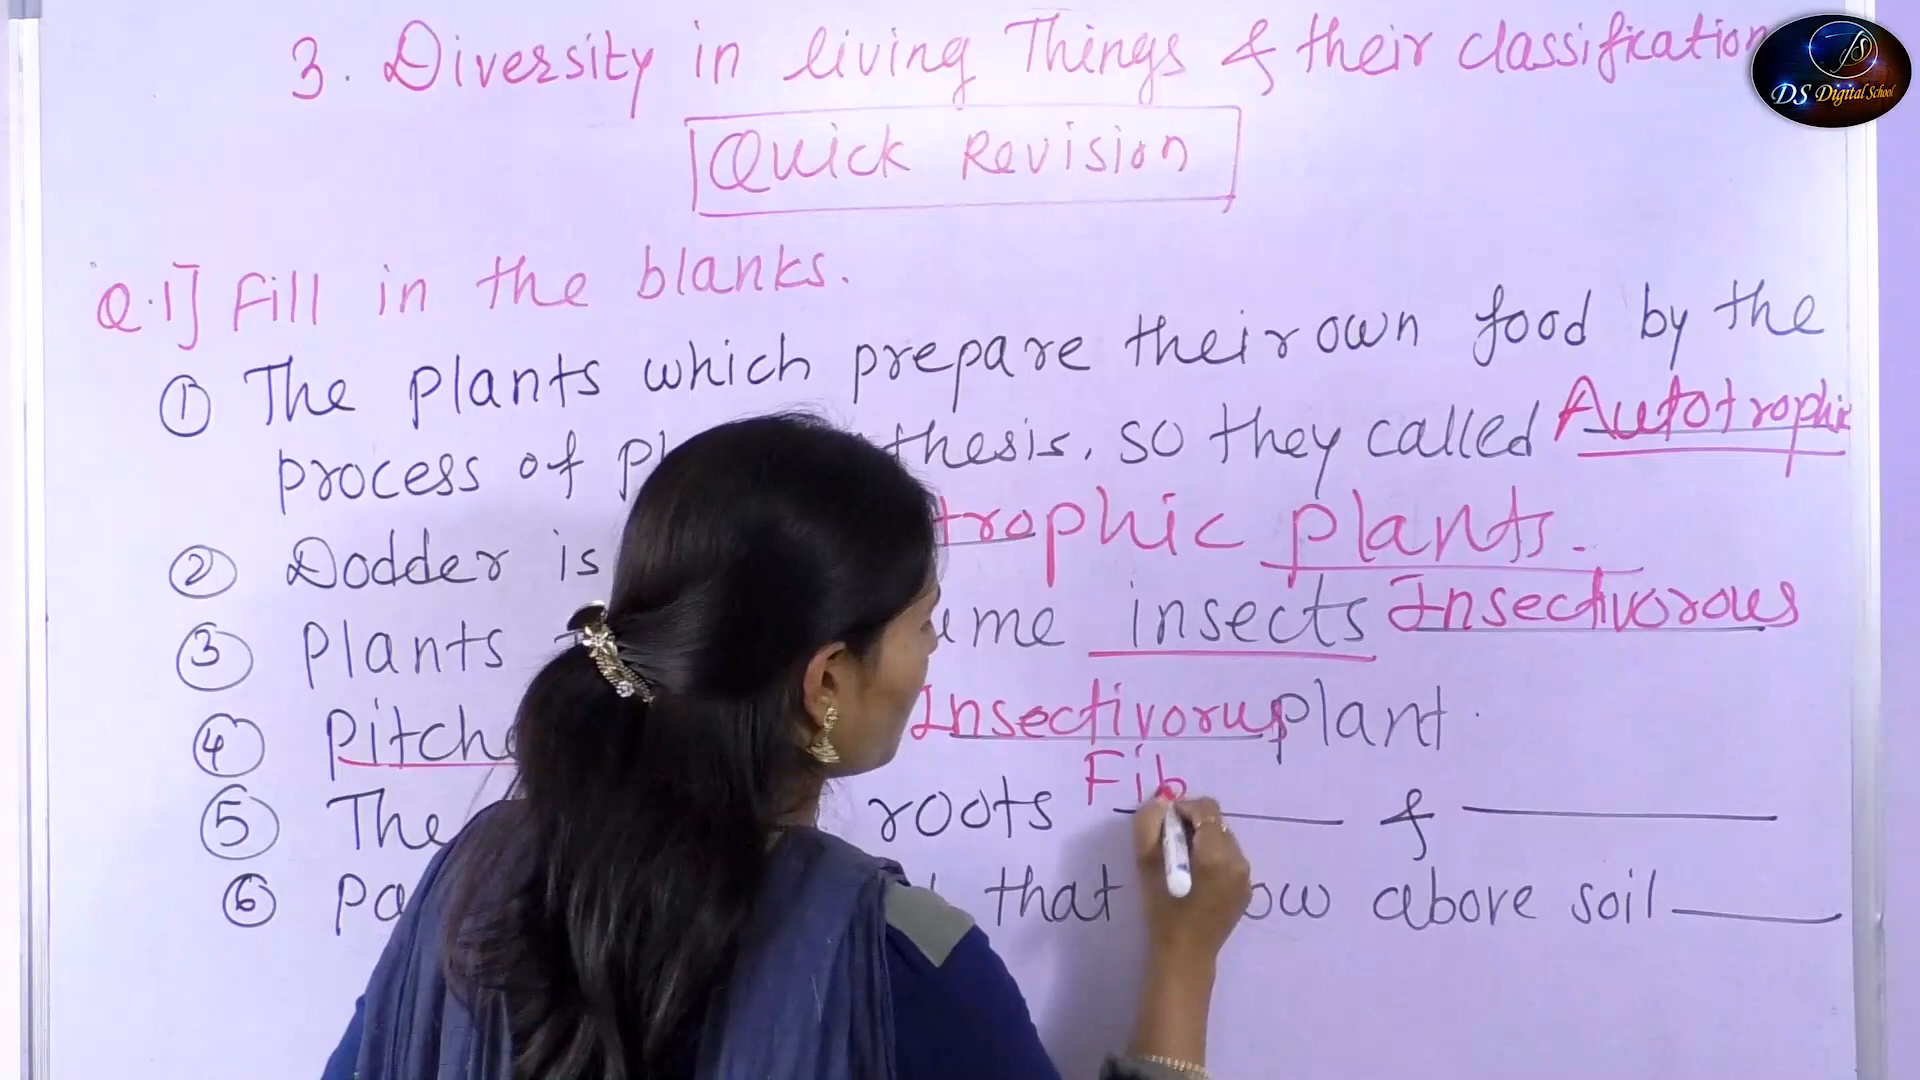 3. Diversity in living Things & their classification
DS Digital School
Quick Revision
Q.1] Fill in the blanks.
① The plants which prepare their own food by the
process of thesis. so they called Autotrophic
② Dodder is trophic plants.
③ Plants ume insects Insectivorous
④ Pitche Insectivorus plant.
⑤ The roots Fib & 
⑥ Pa that ow above soil